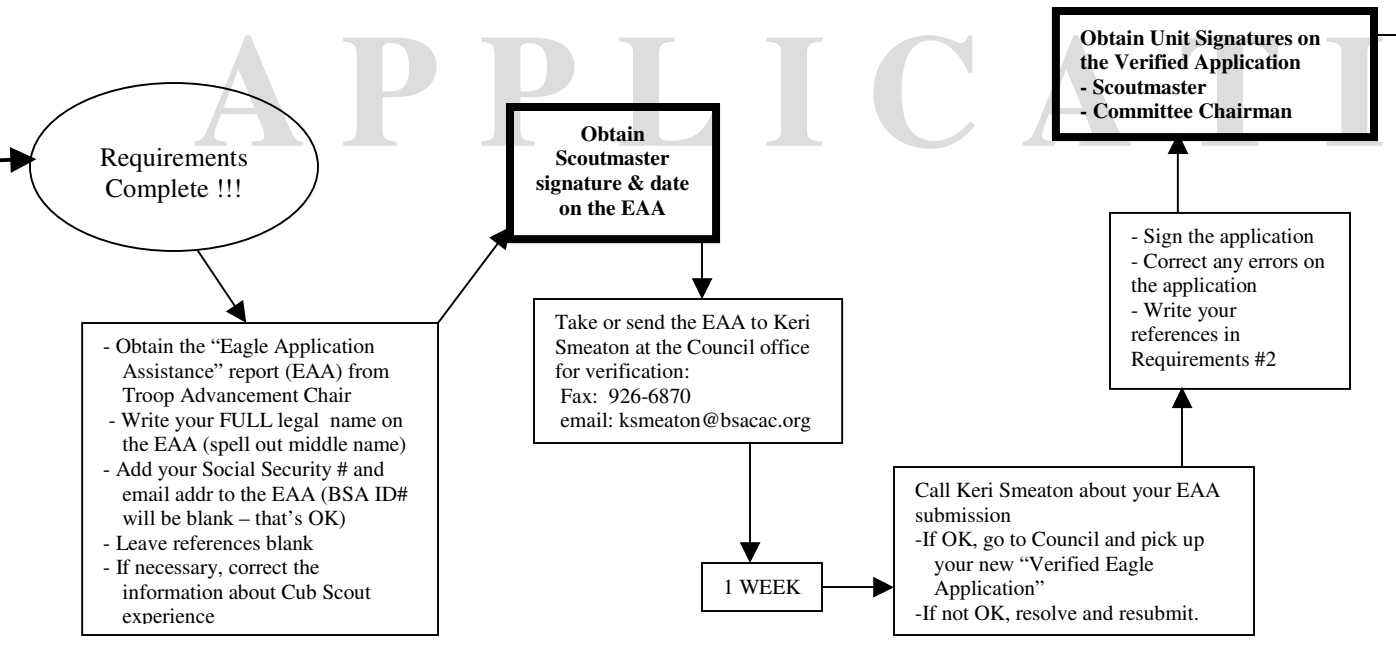 A P P L I C A T I
Requirements
Complete !!!
- Obtain the “Eagle Application
Assistance” report (EAA) from
Troop Advancement Chair
- Write your FULL legal name on
the EAA (spell out middle name)
- Add your Social Security # and
email addr to the EAA (BSA ID#
will be blank – that’s OK)
- Leave references blank
- If necessary, correct the
information about Cub Scout
experience
Obtain
Scoutmaster
signature & date
on the EAA
Take or send the EAA to Keri
Smeaton at the Council office
for verification:
Fax: 926-6870
email: ksmeaton@bsacac.org
1 WEEK
Call Keri Smeaton about your EAA
submission
-If OK, go to Council and pick up
your new “Verified Eagle
Application”
-If not OK, resolve and resubmit.
- Sign the application
- Correct any errors on
the application
- Write your
references in
Requirements #2
Obtain Unit Signatures on
the Verified Application
- Scoutmaster
- Committee Chairman